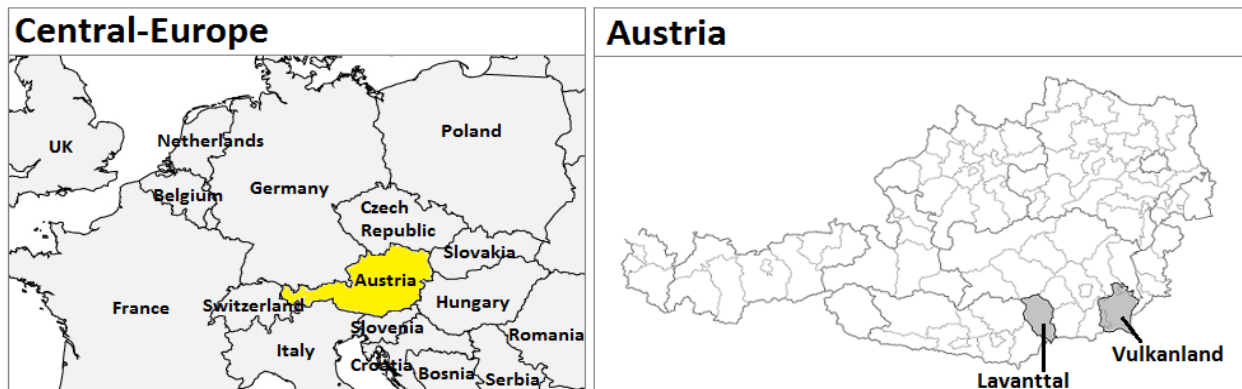 Central-Europe
UK
Netherlands
Poland
Belgium
Germany
Czech
Republic
Slovakia
Austria
France
Switzerland
Hungary
Slovenia
Romania
Italy
Croatia
Bosnia
Serbia
Austria
Vulkanland
Lavanttal